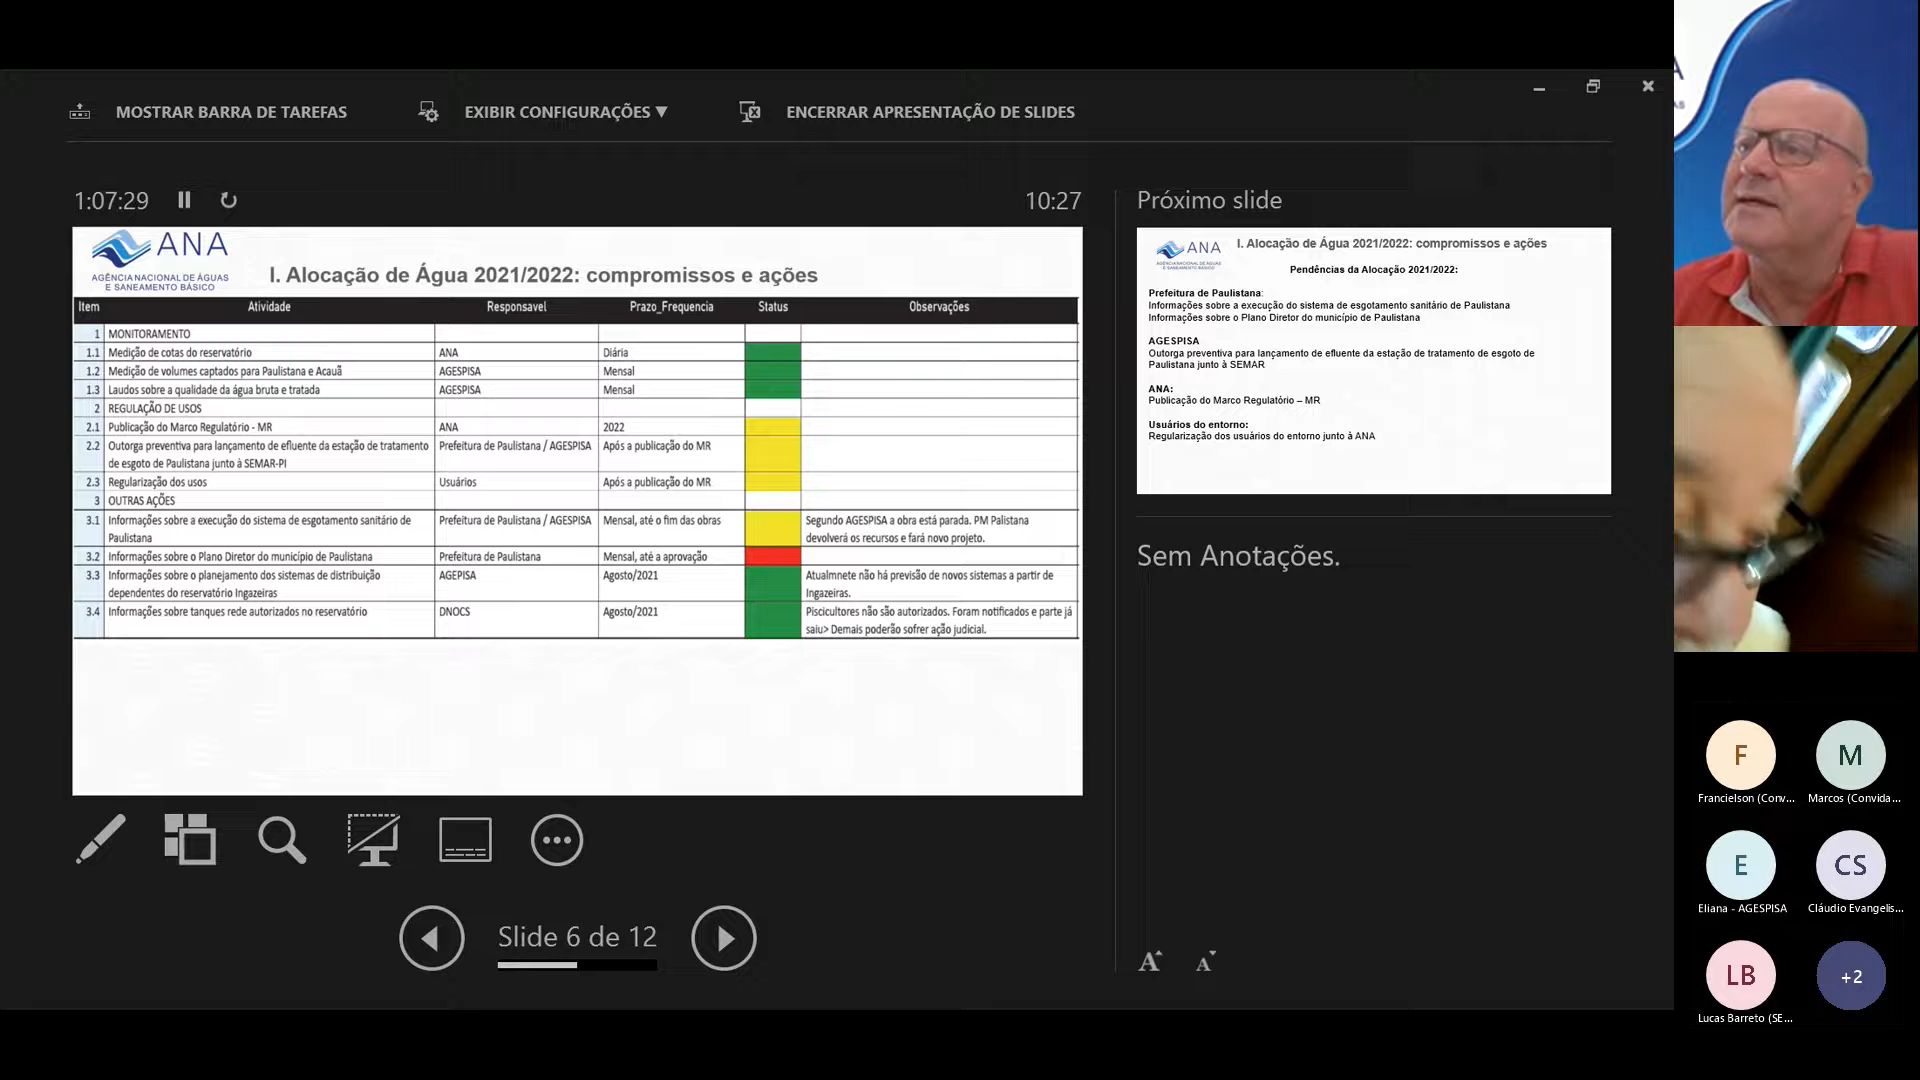 MOSTRAR BARRA DE TAREFAS
EXIBIR CONFIGURAÇÕES ▼
ENCERRAR APRESENTAÇÃO DE SLIDES
1:07:29
10:27
ANA
AGÊNCIA NACIONAL DE ÁGUAS
E SANEAMENTO BÁSICO
I. Alocação de Água 2021/2022: compromissos e ações
Item Atividade Responsavel Prazo_Frequencia Status Observações
1 MONITORAMENTO
1.1 Medição de cotas do reservatório ANA Diária
1.2 Medição de volumes captados para Paulistana e Acauã AGESPISA Mensal
1.3 Laudos sobre a qualidade da água bruta e tratada AGESPISA Mensal
2 REGULAÇÃO DE USOS
2.1 Publicação do Marco Regulatório - MR ANA 2022
2.2 Outorga preventiva para lançamento de efluente da estação de tratamento Prefeitura de Paulistana / AGESPISA Após a publicação do MR
de esgoto de Paulistana junto à SEMAR-PI
2.3 Regularização dos usos Usuários Após a publicação do MR
3 OUTRAS AÇÕES
3.1 Informações sobre a execução do sistema de esgotamento sanitário de Prefeitura de Paulistana / AGESPISA Mensal, até o fim das obras Segundo AGESPISA a obra está parada. PM Palistana
Paulistana devolverá os recursos e fará novo projeto.
3.2 Informações sobre o Plano Diretor do município de Paulistana Prefeitura de Paulistana Mensal, até a aprovação
3.3 Informações sobre o planejamento dos sistemas de distribuição AGEPISA Agosto/2021 Atualmnete não há previsão de novos sistemas a partir de
dependentes do reservatório Ingazeiras Ingazeiras.
3.4 Informações sobre tanques rede autorizados no reservatório DNOCS Agosto/2021 Piscicultores não são autorizados. Foram notificados e parte já
saiu> Demais poderão sofrer ação judicial.
Slide 6 de 12
Próximo slide
ANA
I. Alocação de Água 2021/2022: compromissos e ações
Pendências da Alocação 2021/2022:
Prefeitura de Paulistana:
Informações sobre a execução do sistema de esgotamento sanitário de Paulistana
Informações sobre o Plano Diretor do município de Paulistana
AGESPISA
Outorga preventiva para lançamento de efluente da estação de tratamento de esgoto de
Paulistana junto à SEMAR
ANA:
Publicação do Marco Regulatório – MR
Usuários do entorno:
Regularização dos usuários do entorno junto à ANA
Sem Anotações.
A A
F M
Francielson (Conv... Marcos (Convida...
E CS
Eliana - AGESPISA Cláudio Evangelis...
LB +2
Lucas Barreto (SE...